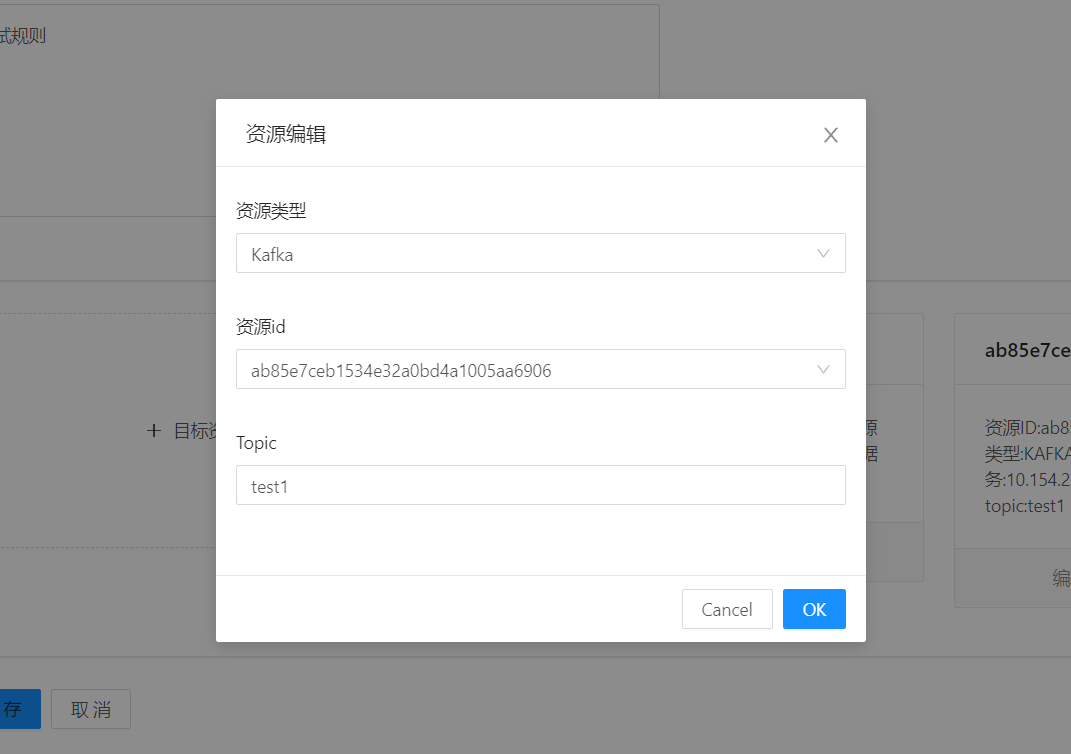 试规则
资源编辑
资源类型
Kafka
资源id
ab85e7ceb1534e32a0bd4a1005aa6906
Topic
test1
Cancel
OK
+ 目标资
源
据
ab85e7ce
资源ID:ab8
类型:KAFKA
务:10.154.2
topic:test1
编
存
取 消